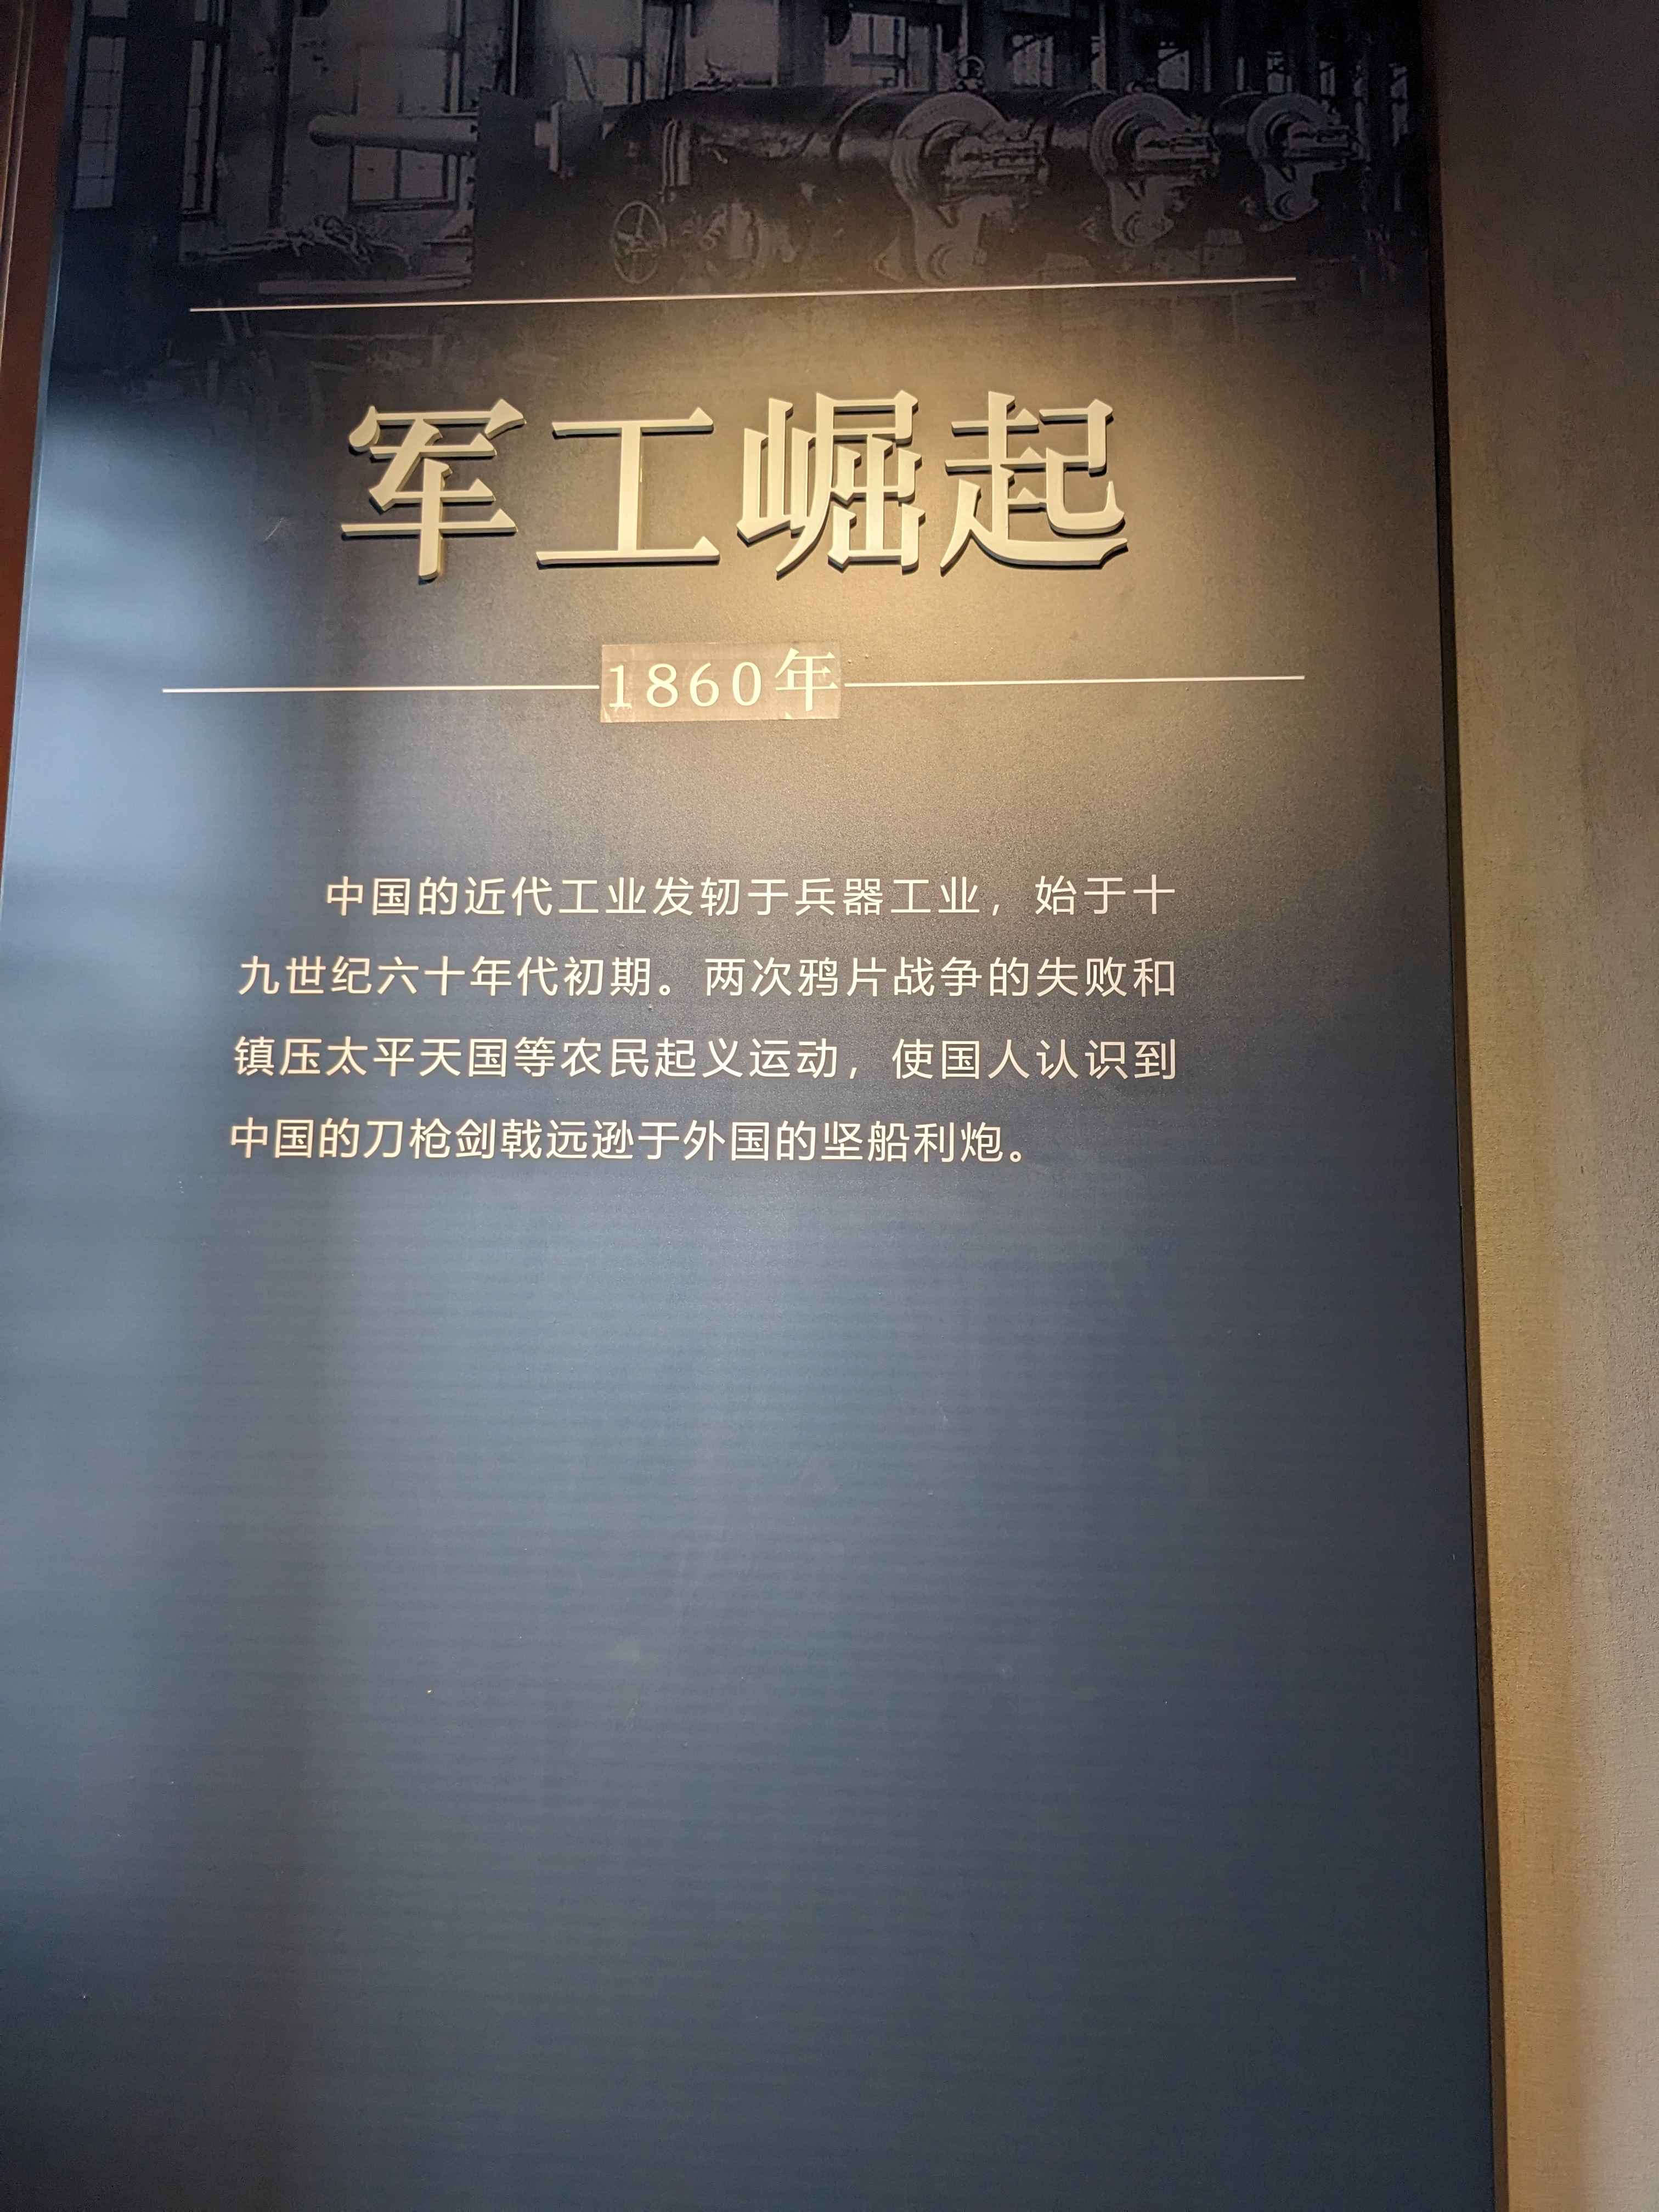 军工崛起
1860年
中国的近代工业发轫于兵器工业，始于十
九世纪六十年代初期。两次鸦片战争的失败和
镇压太平天国等农民起义运动，使国人认识到
中国的刀枪剑戟远逊于外国的坚船利炮。